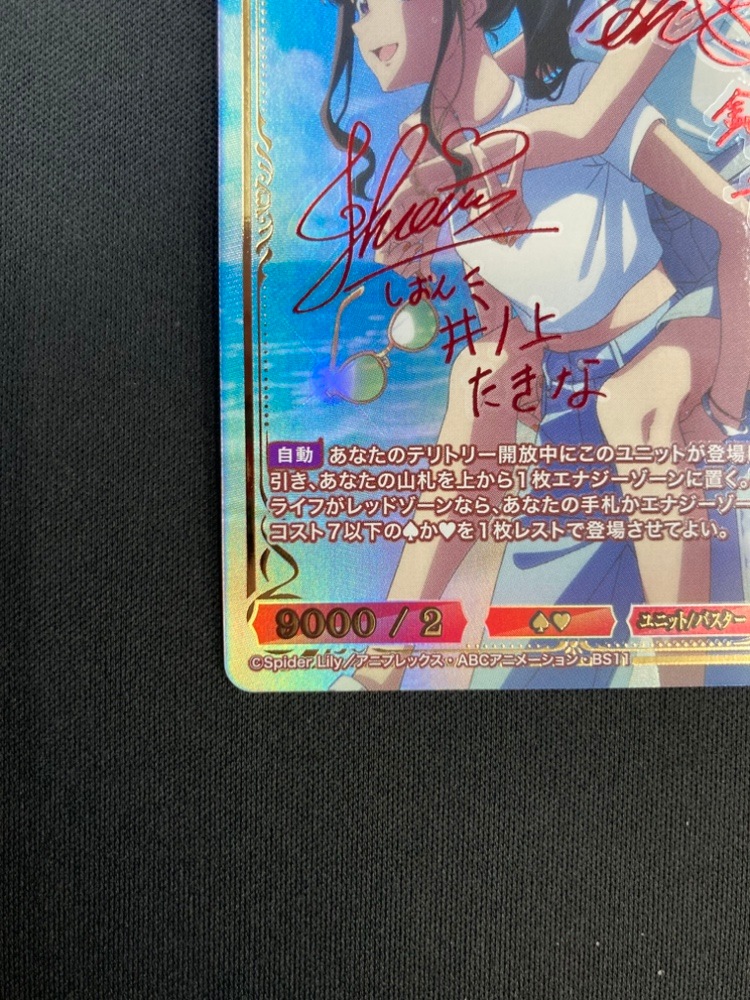 しおん
井ノ上
たきな
自動 あなたのテリトリー開放中にこのユニットが登場
引き、あなたの山札を上から1枚エナジーゾーンに置く。
ライフがレッドゾーンなら、あなたの手札かエナジーゾー
コスト7以下の♠か♥を1枚レストで登場させてよい。
9000 / 2 ♠♥ ユニット/バスター
©Spider Lily/アニプレックス・ABCアニメーション・BS11